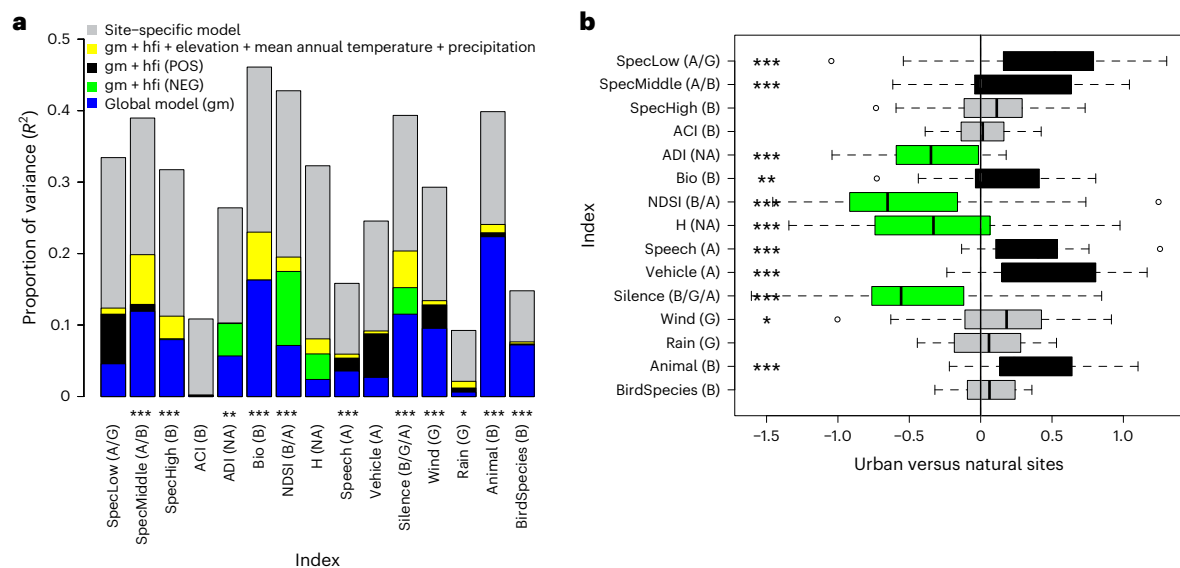 a
Site-specific model
gm + hfi + elevation + mean annual temperature + precipitation
gm + hfi (POS)
gm + hfi (NEG)
Global model (gm)
Proportion of variance (R²)
0.5
0.4
0.3
0.2
0.1
0
*** *** ** *** *** *** *** *** * *** ***
SpecLow (A/G)
SpecMiddle (A/B)
SpecHigh (B)
ACI (B)
ADI (NA)
Bio (B)
NDSI (B/A)
H (NA)
Speech (A)
Vehicle (A)
Silence (B/G/A)
Wind (G)
Rain (G)
Animal (B)
BirdSpecies (B)
Index
b
Index
SpecLow (A/G) ***
SpecMiddle (A/B) ***
SpecHigh (B)
ACI (B)
ADI (NA) ***
Bio (B) **
NDSI (B/A) ***
H (NA) ***
Speech (A) ***
Vehicle (A) ***
Silence (B/G/A) ***
Wind (G) *
Rain (G)
Animal (B) ***
BirdSpecies (B)
−1.5 −1.0 −0.5 0 0.5 1.0
Urban versus natural sites